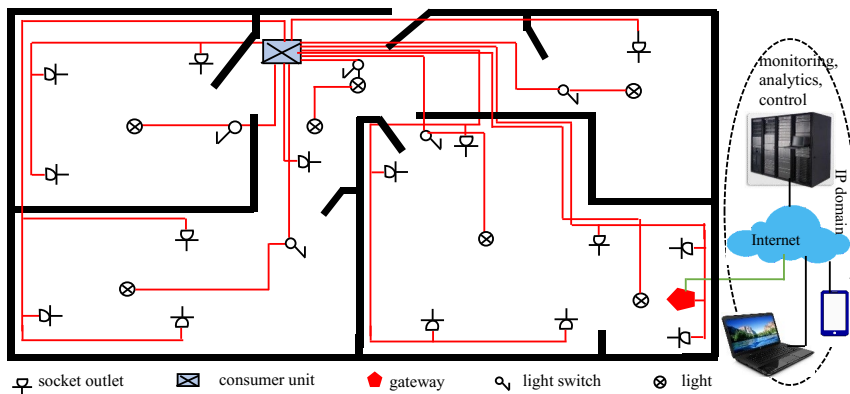 monitoring,
analytics,
control
IP domain
Internet
socket outlet
consumer unit
gateway
light switch
light